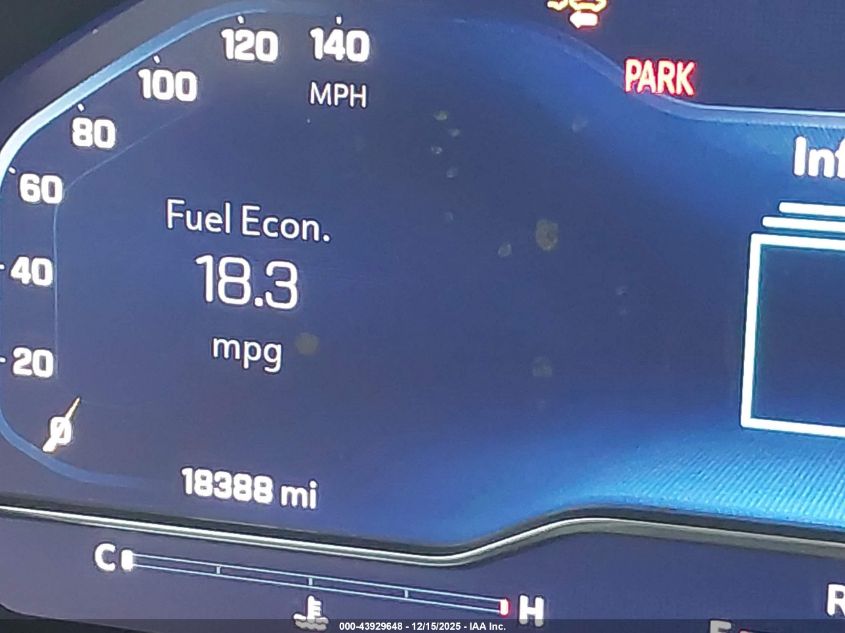 120 140
100
MPH
PARK
80
Inf
60
Fuel Econ.
40
18.3
mpg
20
0
18388 mi
C
H
R
E
000-43929648 - 12/15/2025 - IAA Inc.